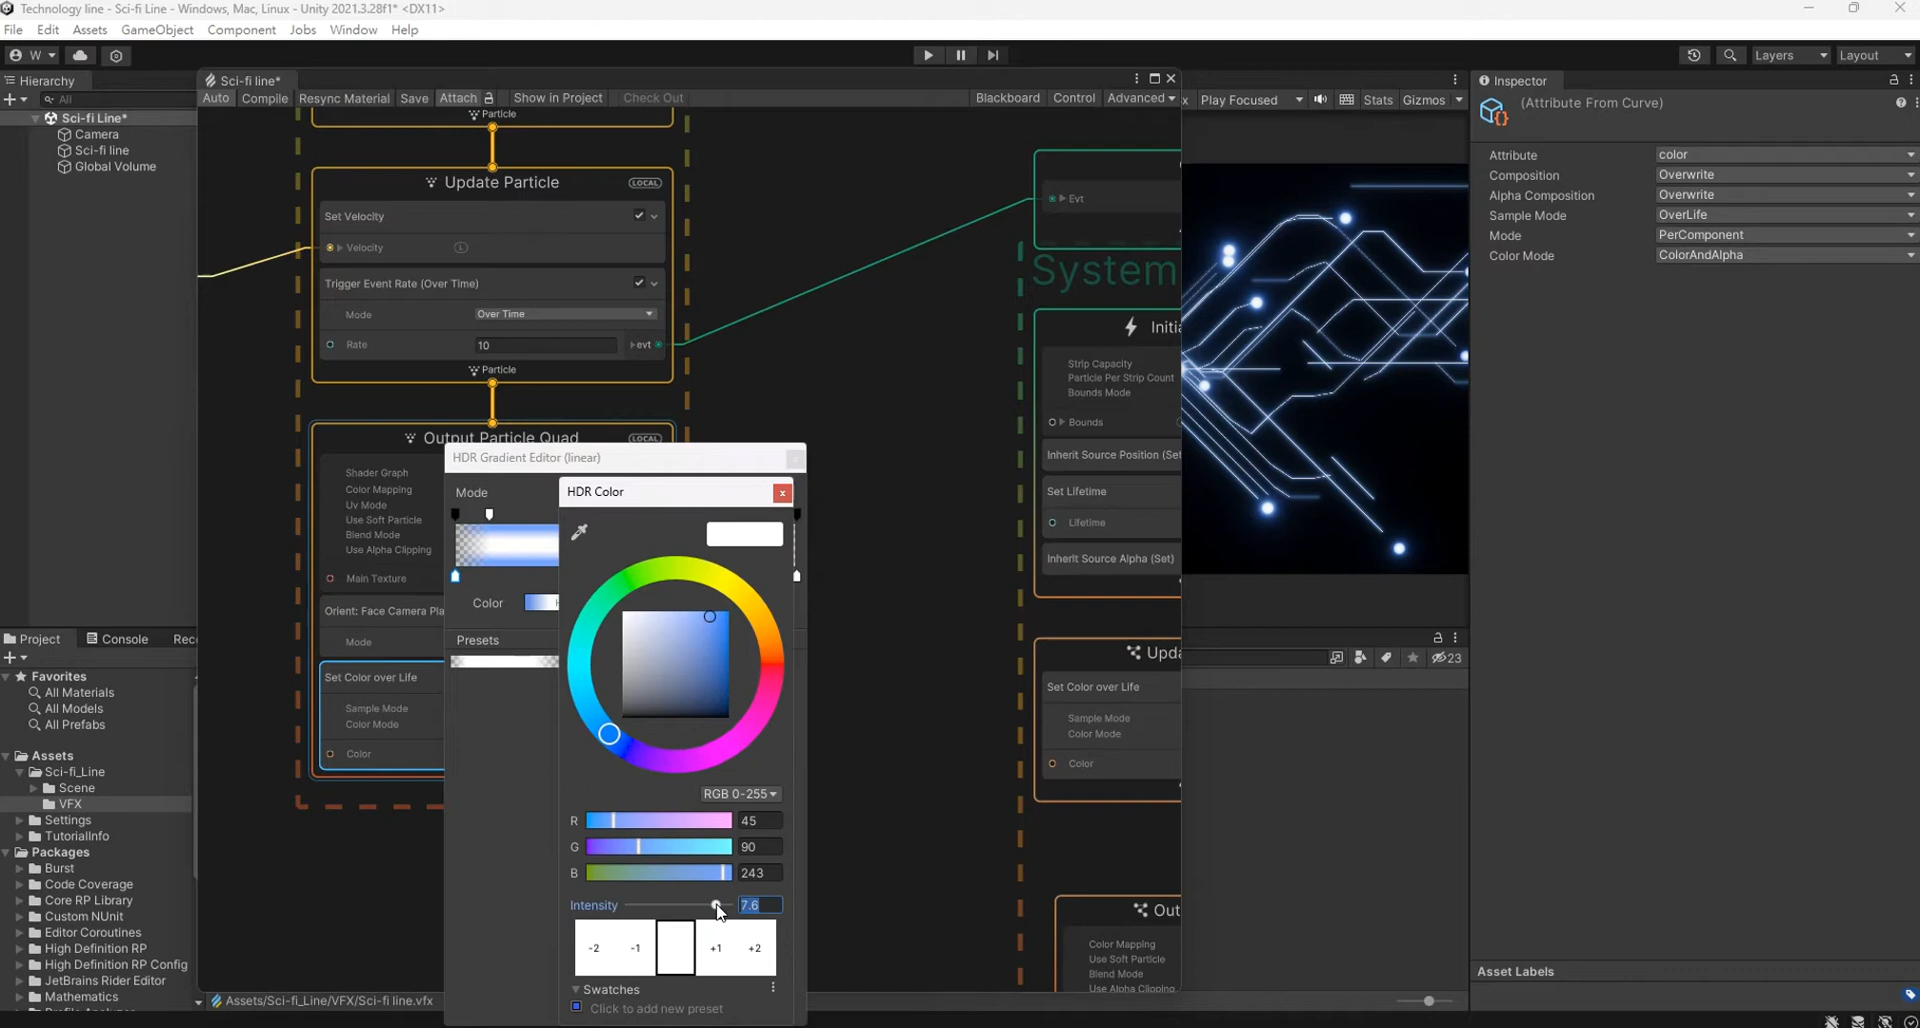 Technology line - Sci-fi Line - Windows, Mac, Linux - Unity 2021.3.28f1* <DX11>
File Edit Assets GameObject Component Jobs Window Help
W Layers Layout
Hierarchy
All
Sci-fi Line*
Camera
Sci-fi line
Global Volume
Sci-fi line*
Auto Compile Resync Material Save Attach Show in Project Check Out Blackboard Control Advanced
x Play Focused Stats Gizmos
Particle
Update Particle LOCAL
Set Velocity
Velocity L
Trigger Event Rate (Over Time)
Mode Over Time
Rate 10 evt
Particle
Output Particle Quad LOCAL
Shader Graph
Color Mapping
Uv Mode
Use Soft Particle
Blend Mode
Use Alpha Clipping
Main Texture
Orient: Face Camera Pla
Mode
Set Color over Life
Sample Mode
Color Mode
Color
HDR Gradient Editor (linear)
Mode
Color
Presets
HDR Color
x
RGB 0-255
R 45
G 90
B 243
Intensity 7.6
-2 -1 +1 +2
Swatches
Click to add new preset
Evt
System
Initia
Strip Capacity
Particle Per Strip Count
Bounds Mode
Bounds
Inherit Source Position (Set
Set Lifetime
Lifetime
Inherit Source Alpha (Set)
Upda
Set Color over Life
Sample Mode
Color Mode
Color
Out
Color Mapping
Use Soft Particle
Blend Mode
Use Alpha Clipping
23
Inspector
(Attribute From Curve)
Attribute color
Composition Overwrite
Alpha Composition Overwrite
Sample Mode OverLife
Mode PerComponent
Color Mode ColorAndAlpha
Asset Labels
Project Console Rec
Favorites
All Materials
All Models
All Prefabs
Assets
Sci-fi_Line
Scene
VFX
Settings
TutorialInfo
Packages
Burst
Code Coverage
Core RP Library
Custom NUnit
Editor Coroutines
High Definition RP
High Definition RP Config
JetBrains Rider Editor
Mathematics
Assets/Sci-fi_Line/VFX/Sci-fi line.vfx